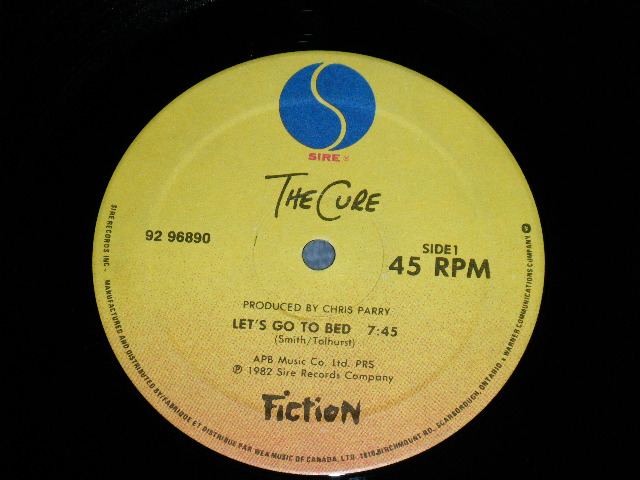 SIRE ®
THE CURE
92 96890
SIDE 1
45 RPM
PRODUCED BY CHRIS PARRY
LET'S GO TO BED 7:45
(Smith/Tolhurst)
APB Music Co. Ltd. PRS
℗ 1982 Sire Records Company
Fiction
SIRE RECORDS INC. - MANUFACTURED AND DISTRIBUTED BY/FABRIQUE ET DISTRIBUE PAR WEA MUSIC OF CANADA, LTD., 1810 BIRCHMOUNT RD., SCARBOROUGH, ONTARIO • WARNER COMMUNICATIONS COMPANY